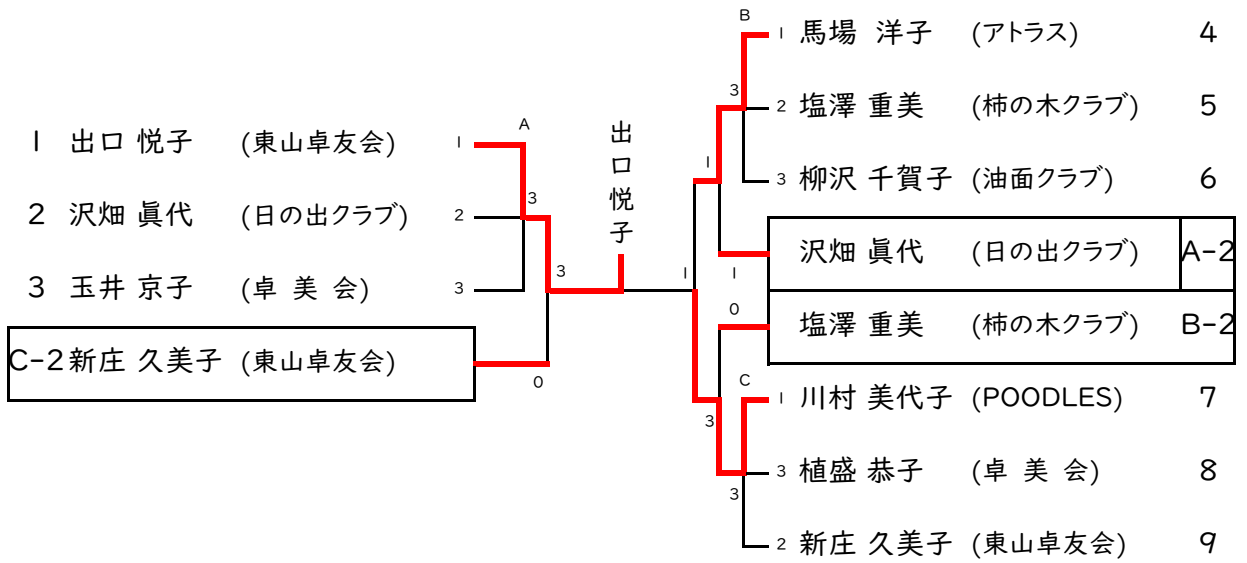 B
1 馬場 洋子 (アトラス) 4
3
2 塩澤 重美 (柿の木クラブ) 5
A
1 出口 悦子 (東山卓友会) 1
出口悦子
1
3 柳沢 千賀子 (油面クラブ) 6
3
2 沢畑 眞代 (日の出クラブ) 2
沢畑 眞代 (日の出クラブ) A-2
3
1
1
3 玉井 京子 (卓 美 会) 3
0
塩澤 重美 (柿の木クラブ) B-2
C-2 新庄 久美子 (東山卓友会)
0
C
1 川村 美代子 (POODLES) 7
3
3 植盛 恭子 (卓 美 会) 8
3
2 新庄 久美子 (東山卓友会) 9